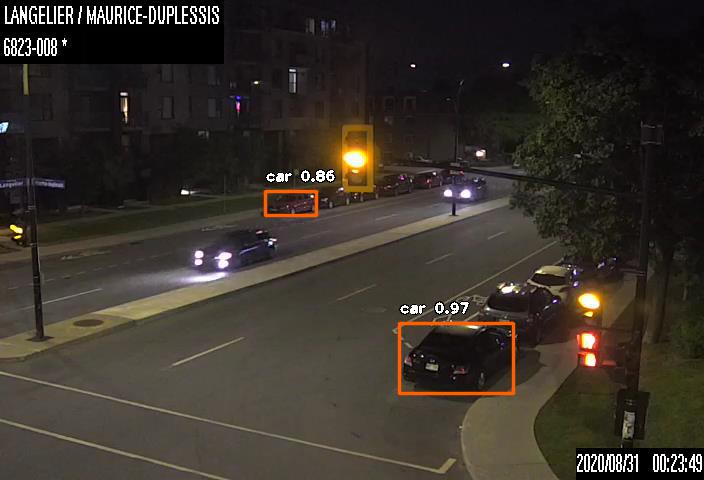 LANGELIER / MAURICE-DUPLESSIS
6823-008 *
car 0.86
Langelier
car 0.97
2020/08/31 00:23:49